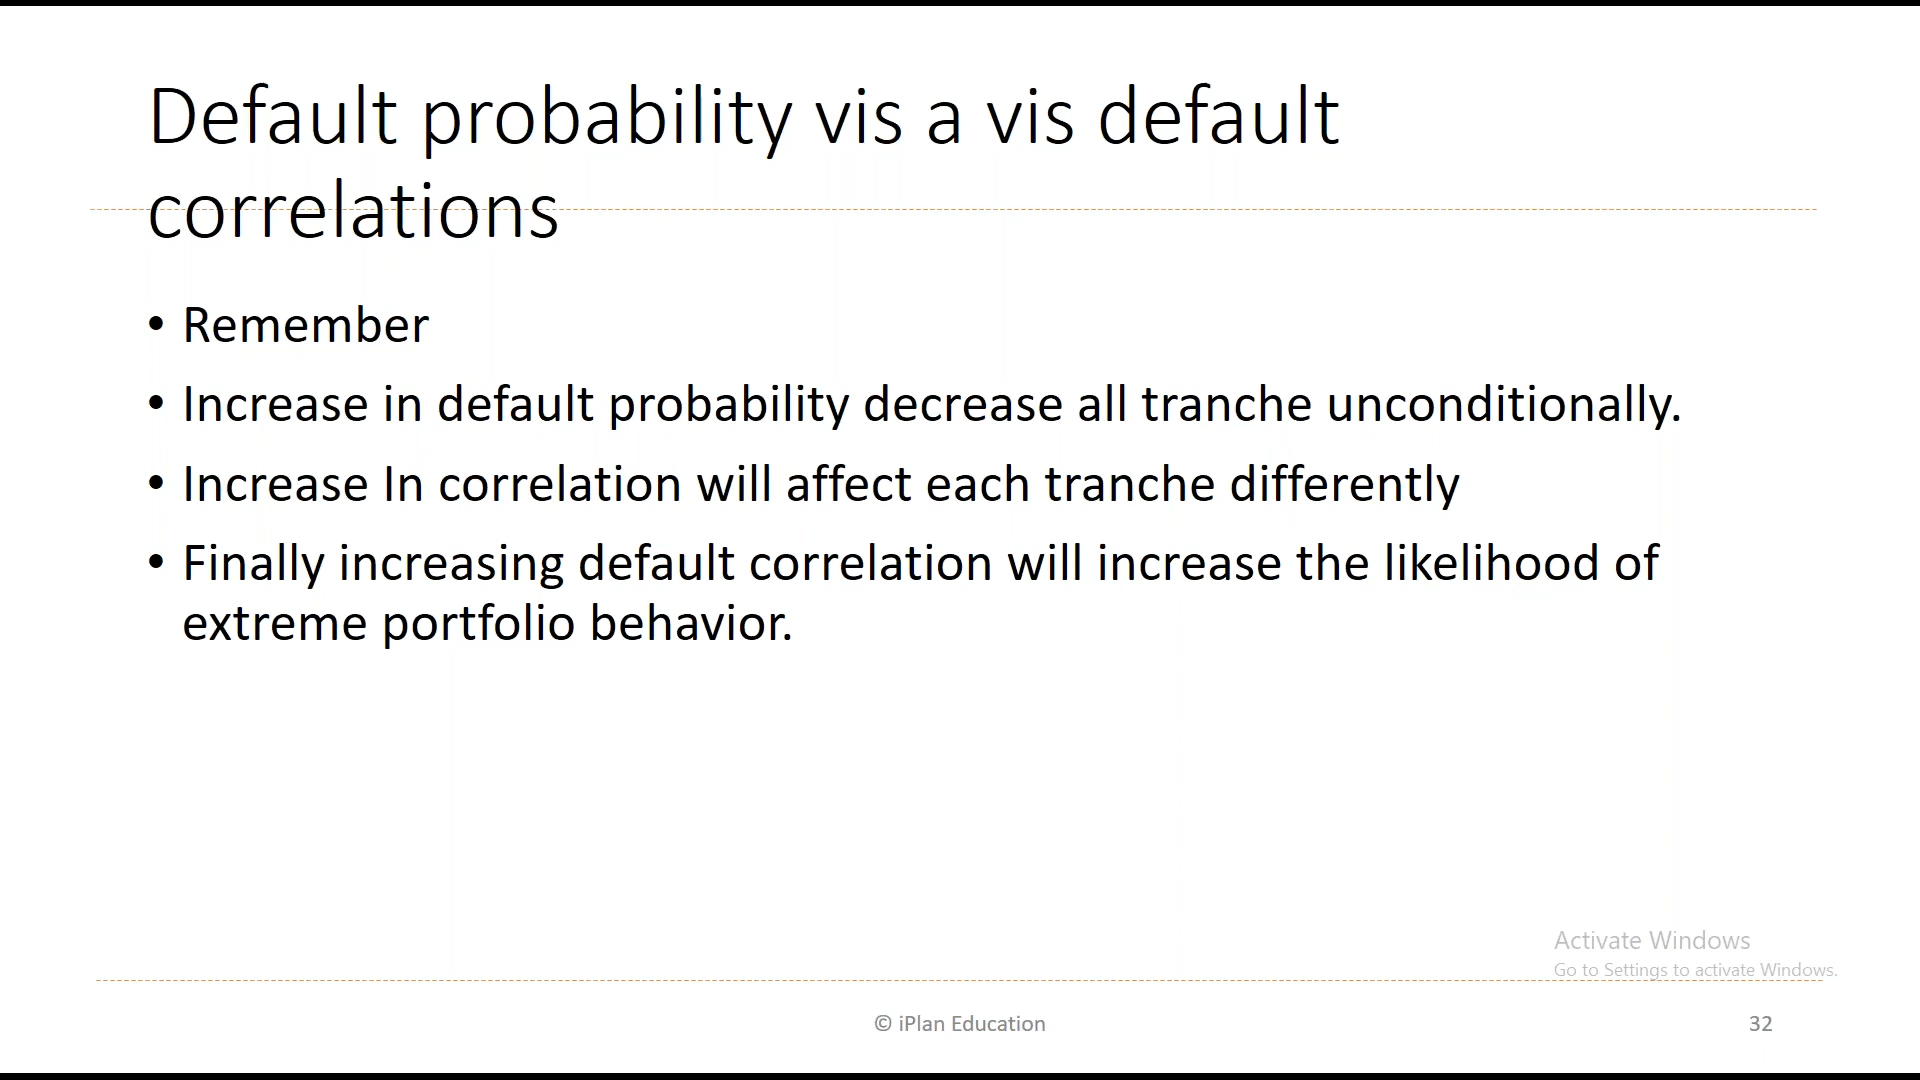 Default probability vis a vis default
correlations
• Remember
• Increase in default probability decrease all tranche unconditionally.
• Increase In correlation will affect each tranche differently
• Finally increasing default correlation will increase the likelihood of
extreme portfolio behavior.
Activate Windows
Go to Settings to activate Windows.
© iPlan Education
32